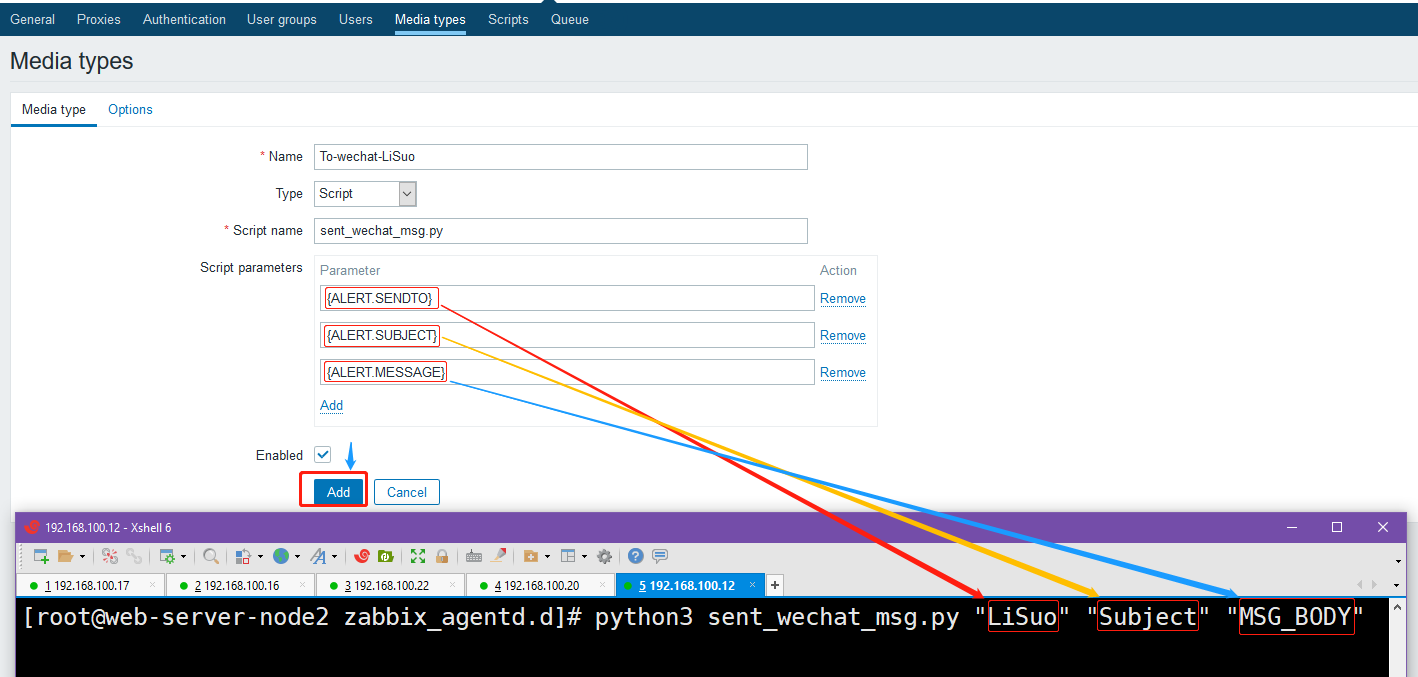 General Proxies Authentication User groups Users Media types Scripts Queue
Media types
Media type Options
* Name To-wechat-LiSuo
Type Script
* Script name sent_wechat_msg.py
Script parameters Parameter Action
{ALERT.SENDTO} Remove
{ALERT.SUBJECT} Remove
{ALERT.MESSAGE} Remove
Add
Enabled
Add Cancel
192.168.100.12 - Xshell 6
1 192.168.100.17 × 2 192.168.100.16 × 3 192.168.100.22 × 4 192.168.100.20 × 5 192.168.100.12 × +
[root@web-server-node2 zabbix_agentd.d]# python3 sent_wechat_msg.py "LiSuo" "Subject" "MSG_BODY"